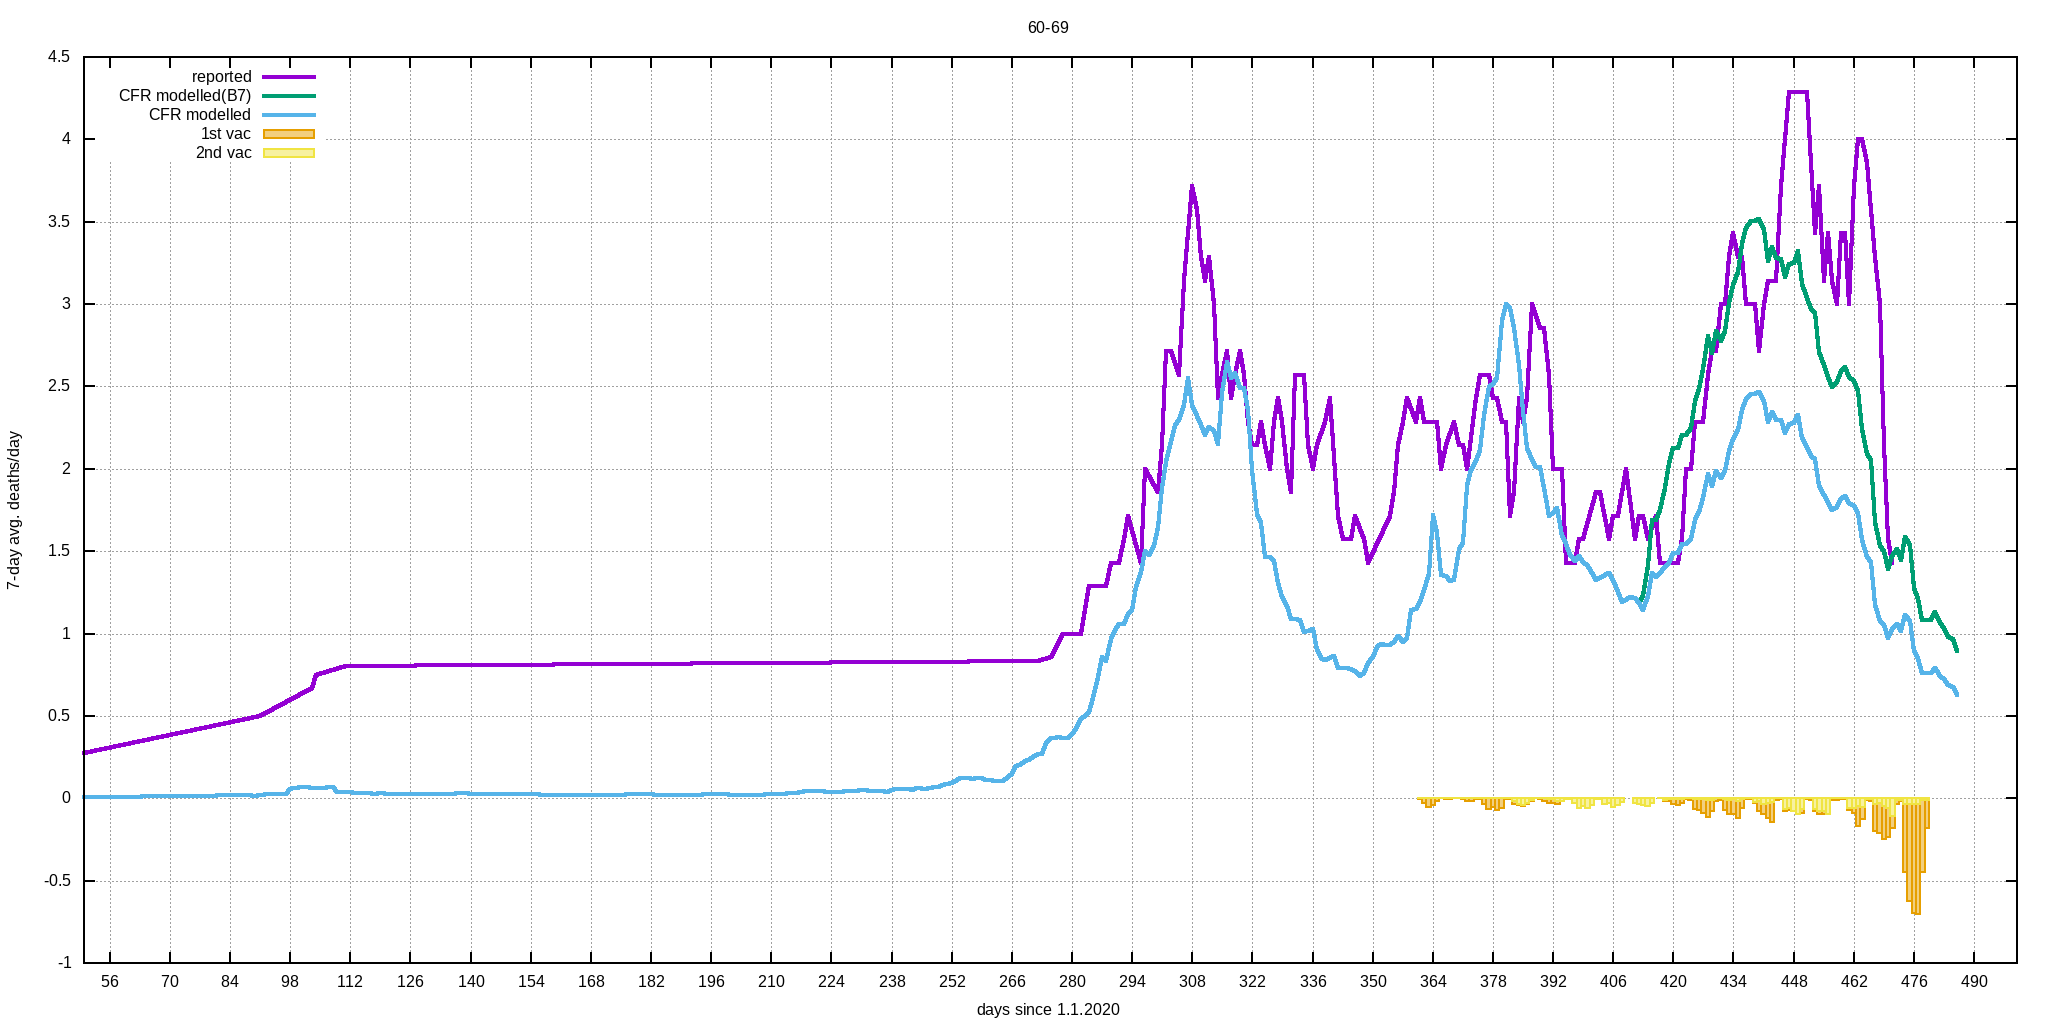 60-69
reported
CFR modelled(B7)
CFR modelled
1st vac
2nd vac
4.5
4
3.5
3
2.5
2
1.5
1
0.5
0
-0.5
-1
7-day avg. deaths/day
56 70 84 98 112 126 140 154 168 182 196 210 224 238 252 266 280 294 308 322 336 350 364 378 392 406 420 434 448 462 476 490
days since 1.1.2020